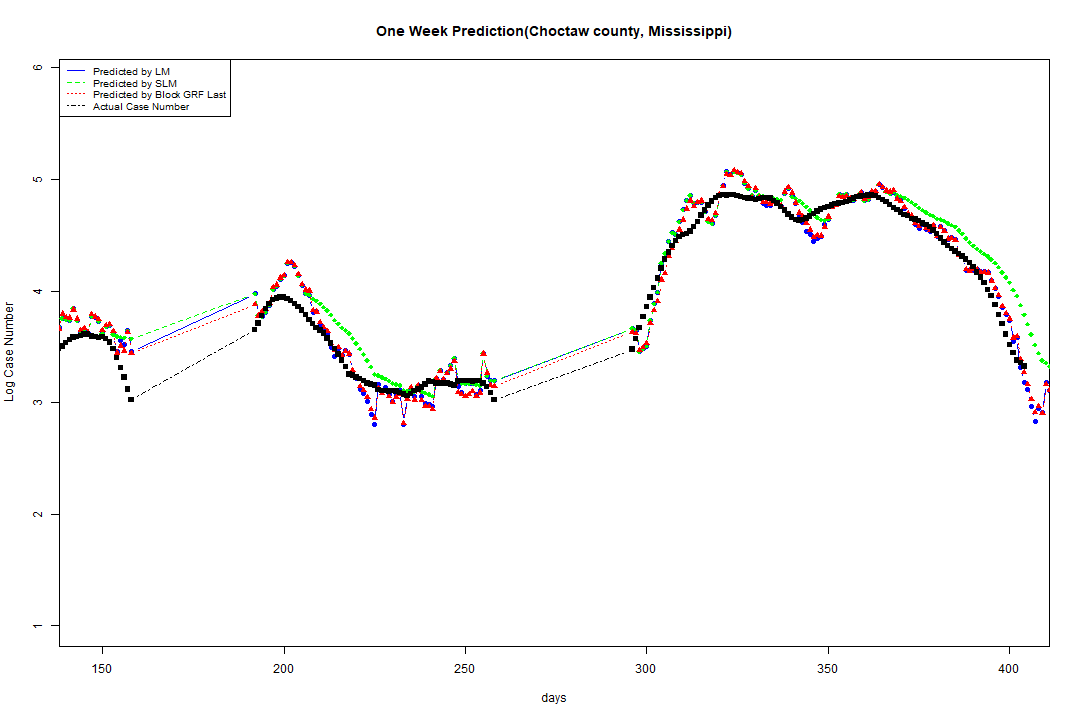 One Week Prediction(Choctaw county, Mississippi)
Predicted by LM
Predicted by SLM
Predicted by Block GRF Last
Actual Case Number
6
5
4
3
2
1
Log Case Number
150 200 250 300 350 400
days